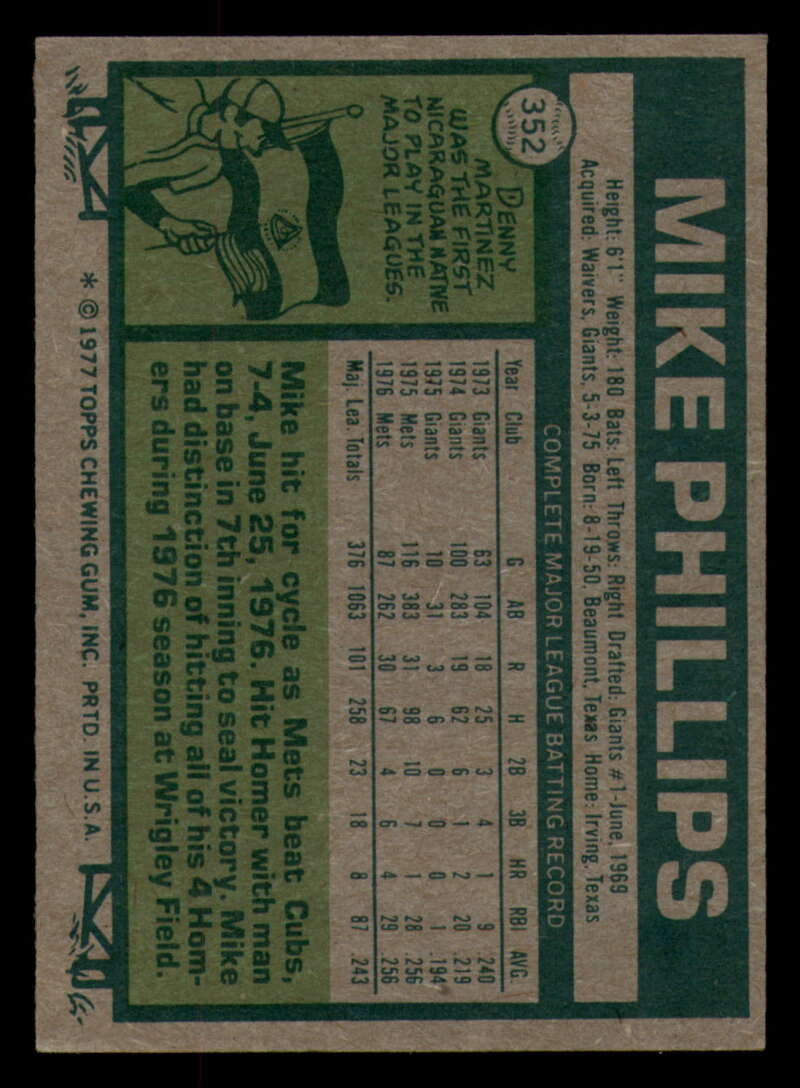 352
MIKE PHILLIPS
Height: 6'1" Weight: 180 Bats: Left Throws: Right Drafted: Giants #1-June, 1969
Acquired: Waivers, Giants, 5-3-75 Born: 8-19-50, Beaumont, Texas Home: Irving, Texas
COMPLETE MAJOR LEAGUE BATTING RECORD
Year Club G AB R H 2B 3B HR RBI AVG.
1973 Giants 63 104 18 25 3 4 1 9 .240
1974 Giants 100 283 19 62 6 1 2 20 .219
1975 Giants 10 31 3 6 0 0 0 1 .194
1975 Mets 116 383 31 98 10 7 1 28 .256
1976 Mets 87 262 30 67 4 6 4 29 .256
Maj. Lea. Totals 376 1063 101 258 23 18 8 87 .243
DENNY
MARTINEZ
WAS THE FIRST
NICARAGUAN NATIVE
TO PLAY IN THE
MAJOR LEAGUES.
Mike hit for cycle as Mets beat Cubs,
7-4, June 25, 1976. Hit Homer with man
on base in 7th inning to seal victory. Mike
had distinction of hitting all of his 4 Hom-
ers during 1976 season at Wrigley Field.
* © 1977 TOPPS CHEWING GUM, INC. PRTD. IN U.S.A.